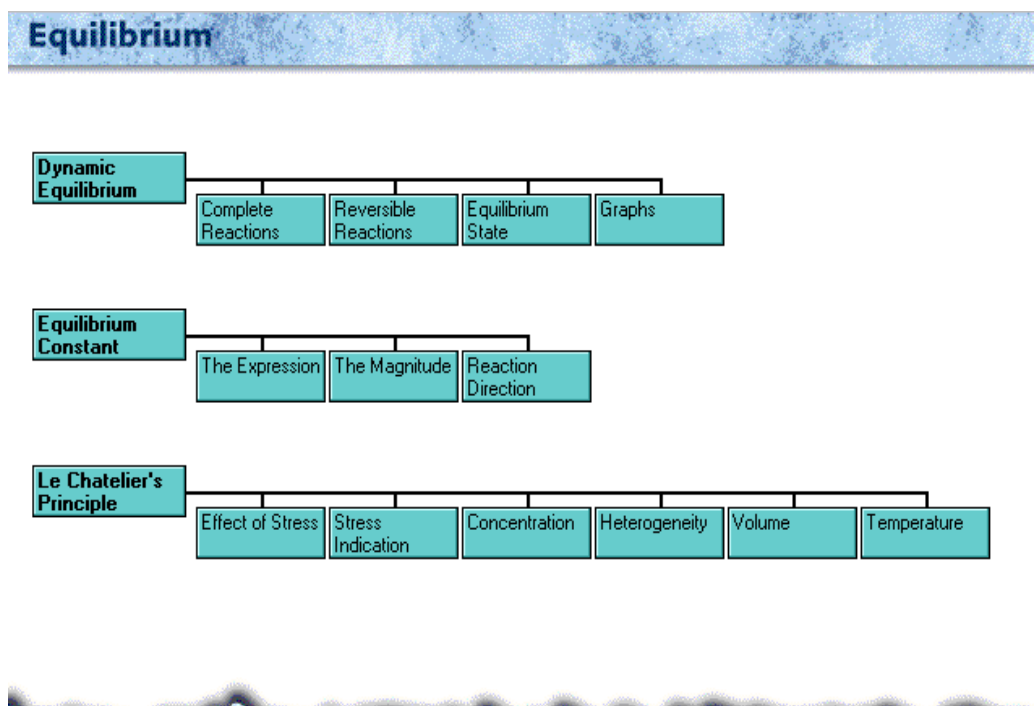 Equilibrium
Dynamic
Equilibrium
Complete
Reactions
Reversible
Reactions
Equilibrium
State
Graphs
Equilibrium
Constant
The Expression
The Magnitude
Reaction
Direction
Le Chatelier's
Principle
Effect of Stress
Stress
Indication
Concentration
Heterogeneity
Volume
Temperature